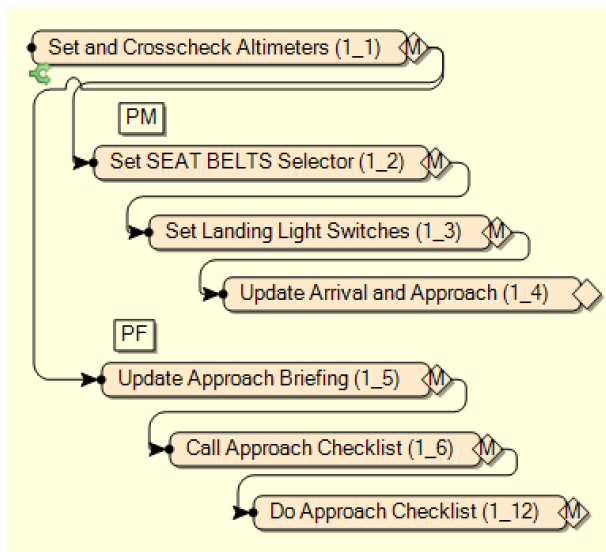 Set and Crosscheck Altimeters (1_1) M
PM
Set SEAT BELTS Selector (1_2) M
Set Landing Light Switches (1_3) M
Update Arrival and Approach (1_4)
PF
Update Approach Briefing (1_5) M
Call Approach Checklist (1_6) M
Do Approach Checklist (1_12) M